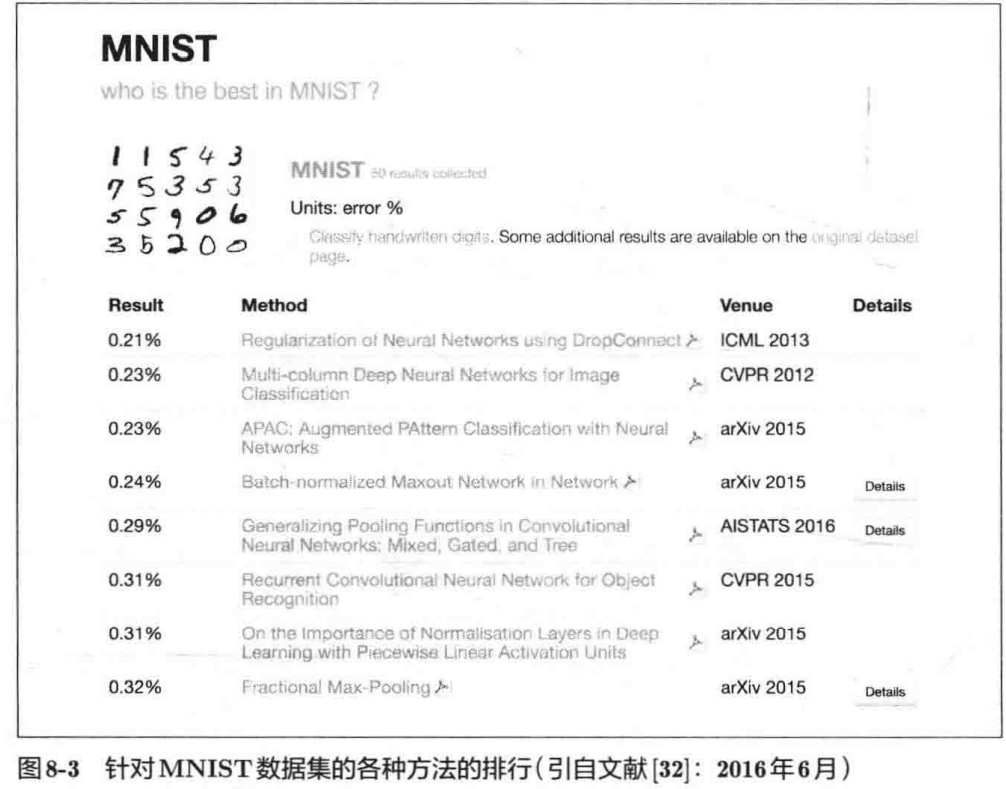 MNIST
who is the best in MNIST ?
1 1 5 4 3
7 5 3 5 3
5 5 9 0 6
3 5 2 0 0
MNIST 50 results collected
Units: error %
Classify handwriten digits. Some additional results are available on the original dataset
page.
Result Method Venue Details
0.21% Regularization of Neural Networks using DropConnect ICML 2013
0.23% Multi-column Deep Neural Networks for Image CVPR 2012
Classification
0.23% APAC: Augmented PAttern Classification with Neural arXiv 2015
Networks
0.24% Batch-normalized Maxout Network in Network arXiv 2015 Details
0.29% Generalizing Pooling Functions in Convolutional AISTATS 2016 Details
Neural Networks: Mixed, Gated, and Tree
0.31% Recurrent Convolutional Neural Network for Object CVPR 2015
Recognition
0.31% On the Importance of Normalisation Layers in Deep arXiv 2015
Learning with Piecewise Linear Activation Units
0.32% Fractional Max-Pooling arXiv 2015 Details
图8-3 针对MNIST数据集的各种方法的排行(引自文献[32]:2016年6月)